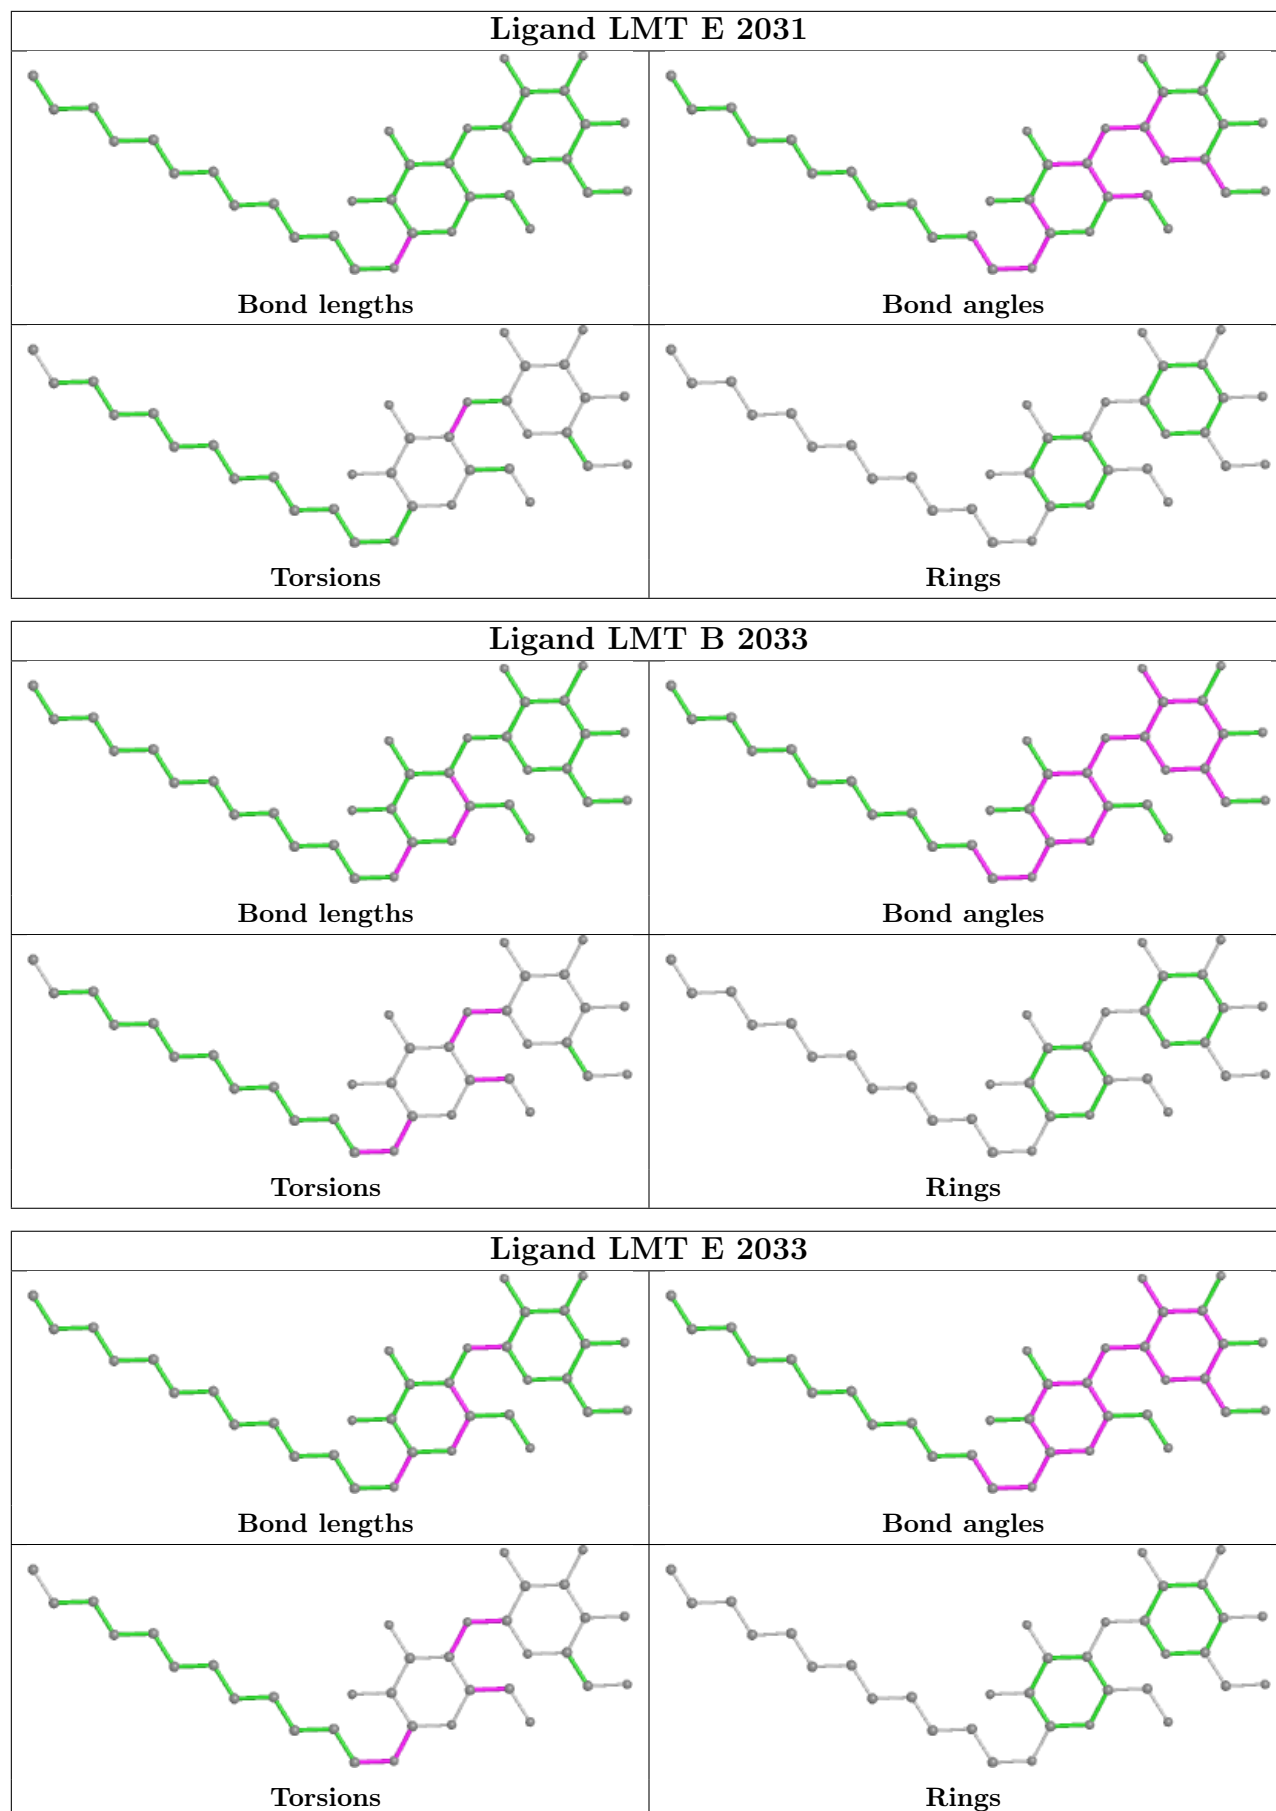 Ligand LMT E 2031
Bond lengths
Bond angles
Torsions
Rings
Ligand LMT B 2033
Bond lengths
Bond angles
Torsions
Rings
Ligand LMT E 2033
Bond lengths
Bond angles
Torsions
Rings